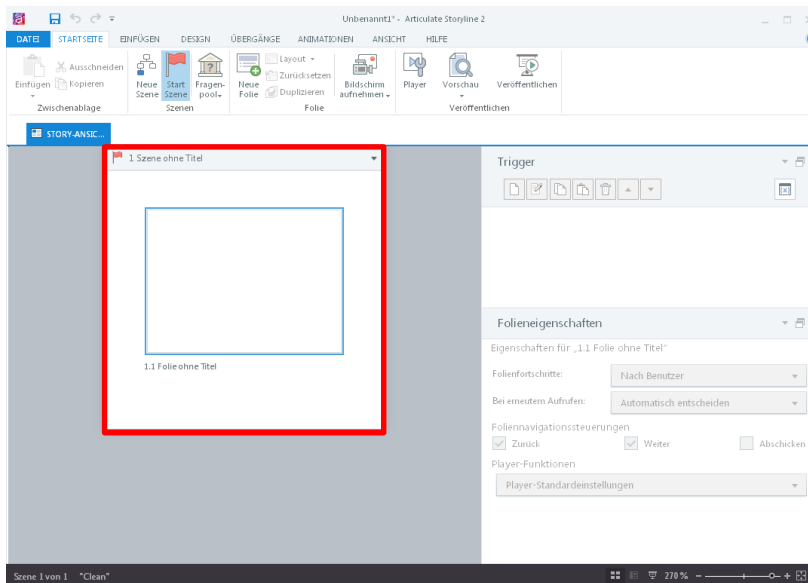 Unbenannt1* - Articulate Storyline 2
DATEI STARTSEITE EINFÜGEN DESIGN ÜBERGÄNGE ANIMATIONEN ANSICHT HILFE
Einfügen
Ausschneiden
Kopieren
Zwischenablage
Neue Szene
Start Szene
Fragen-pool
Szenen
Neue Folie
Layout
Zurücksetzen
Duplizieren
Bildschirm aufnehmen
Folie
Player
Vorschau
Veröffentlichen
Veröffentlichen
STORY-ANSIC...
1 Szene ohne Titel
1.1 Folie ohne Titel
Trigger
Folieneigenschaften
Eigenschaften für „1.1 Folie ohne Titel“
Folienfortschritte: Nach Benutzer
Bei erneutem Aufrufen: Automatisch entscheiden
Foliennavigationssteuerungen
Zurück Weiter Abschicken
Player-Funktionen
Player-Standardeinstellungen
Szene 1 von 1 "Clean" 270 %